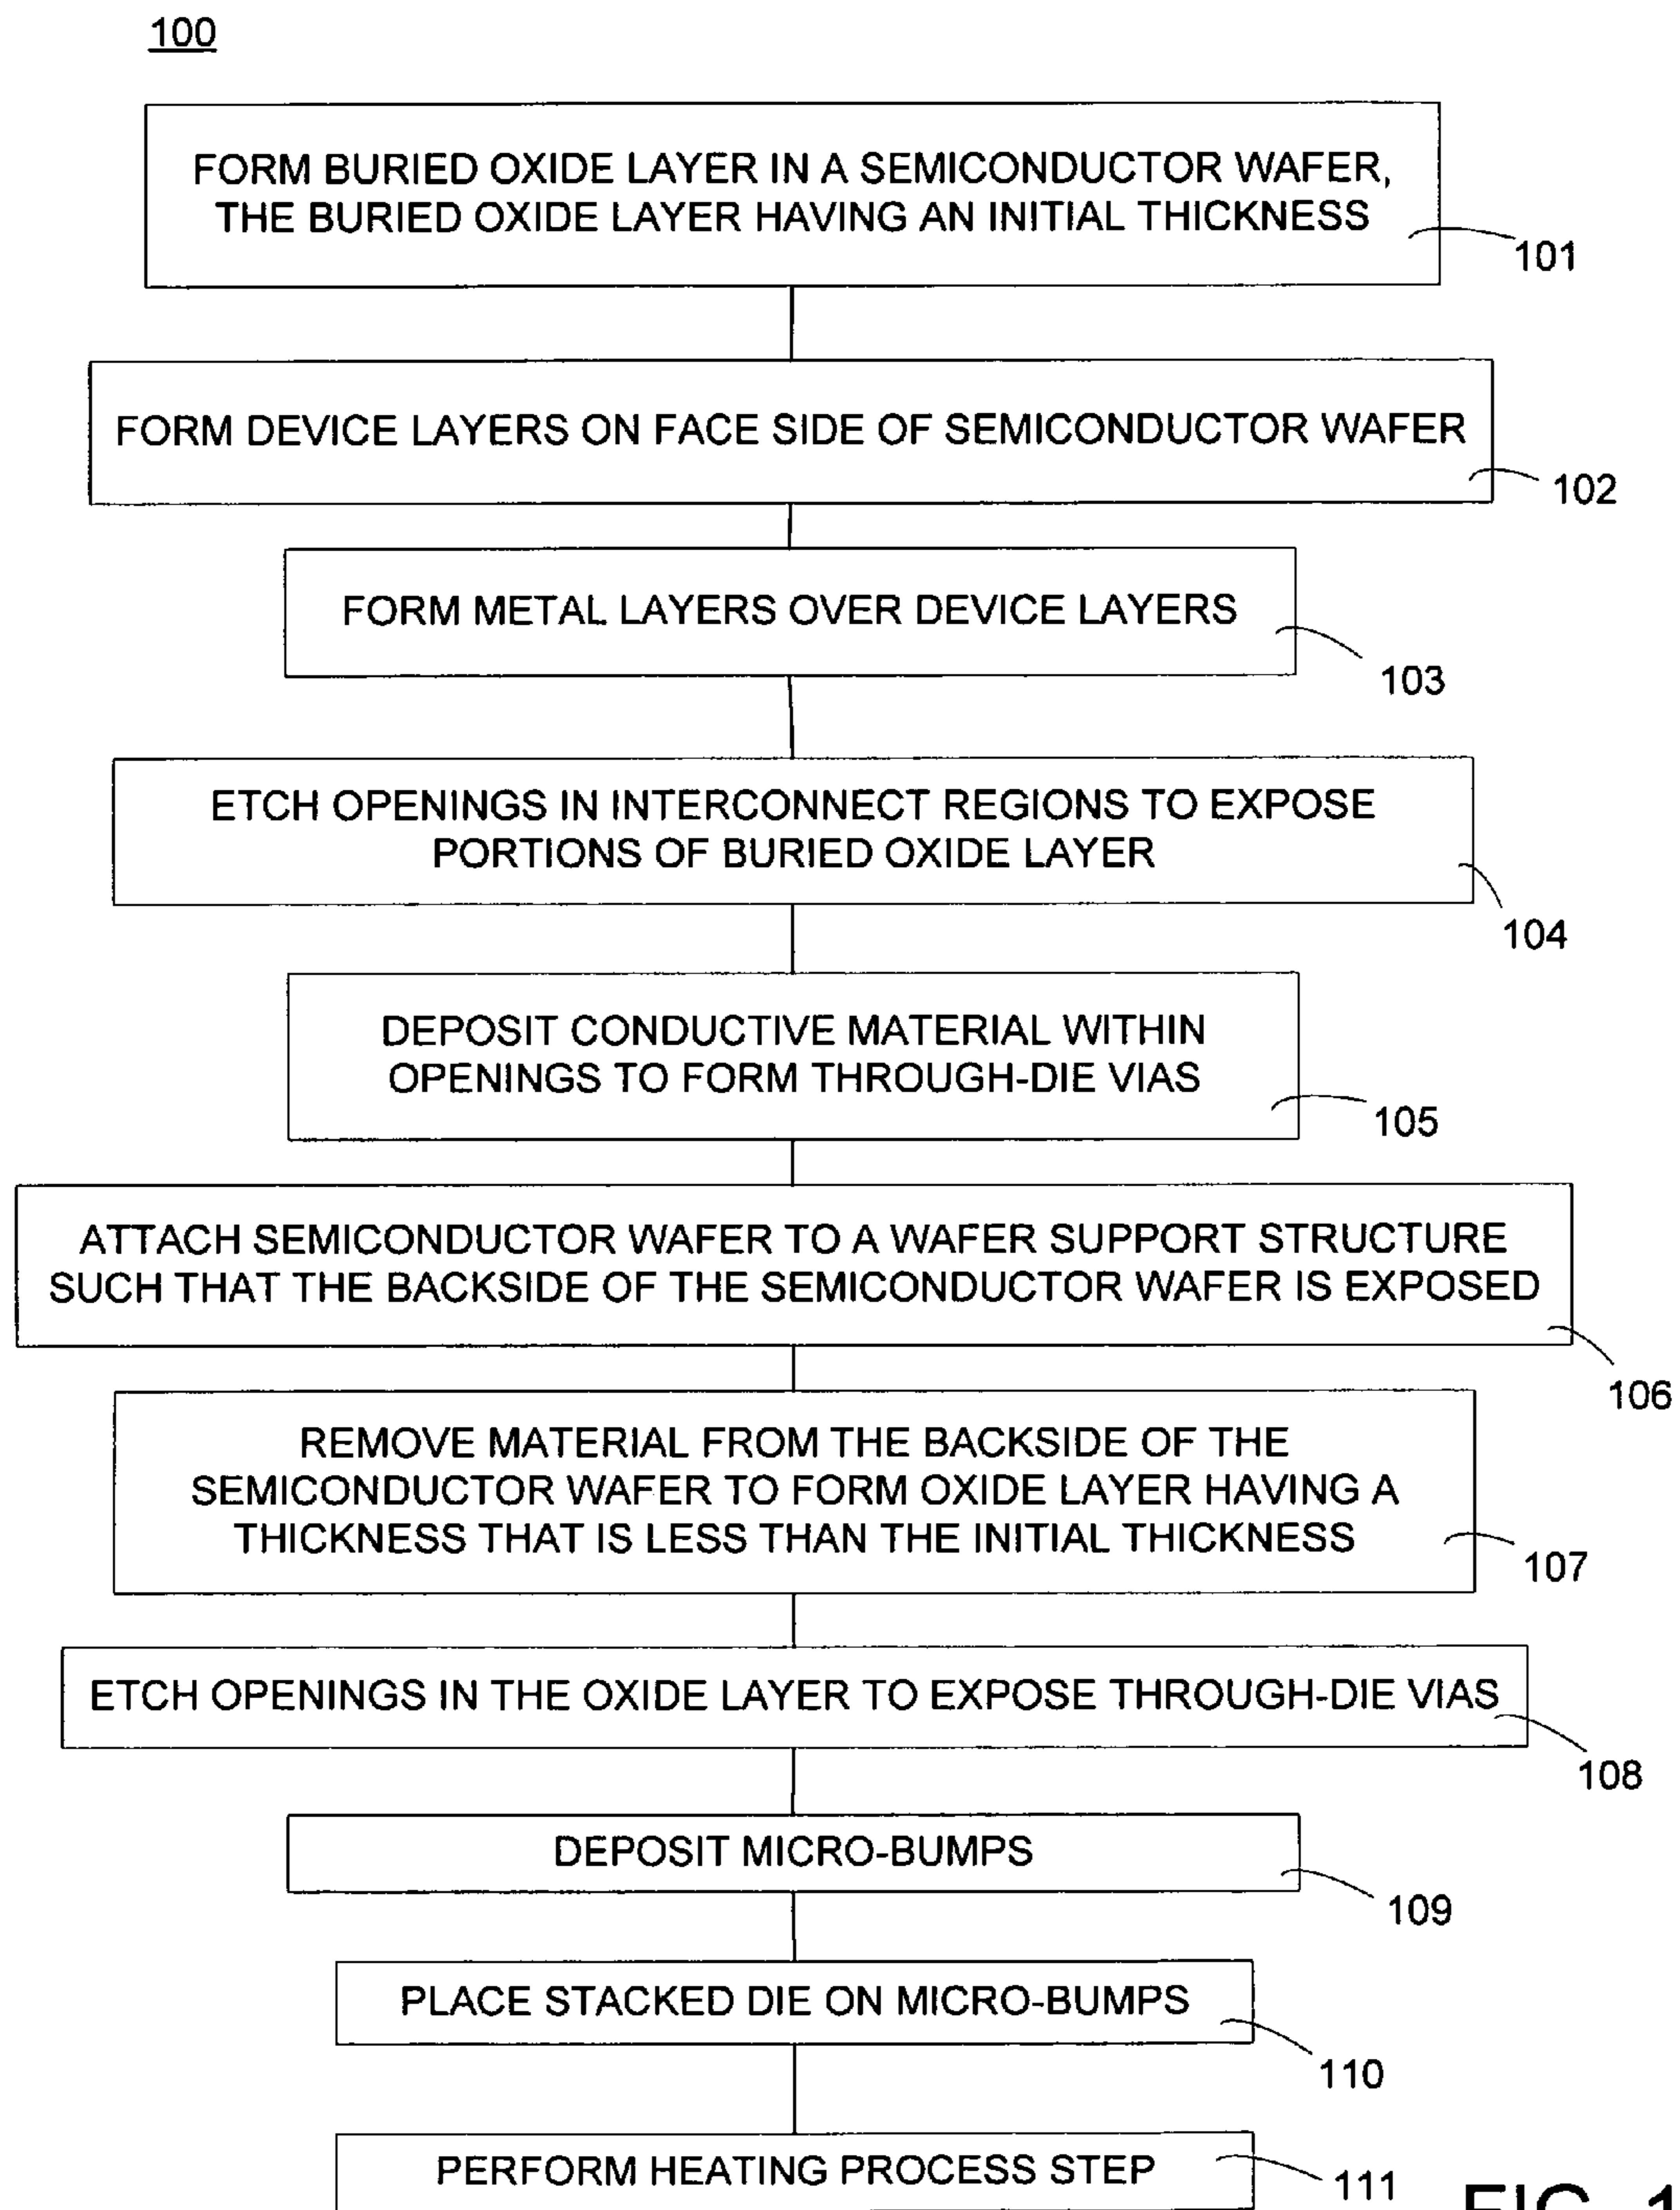 100
FORM BURIED OXIDE LAYER IN A SEMICONDUCTOR WAFER,
THE BURIED OXIDE LAYER HAVING AN INITIAL THICKNESS
101
FORM DEVICE LAYERS ON FACE SIDE OF SEMICONDUCTOR WAFER
102
FORM METAL LAYERS OVER DEVICE LAYERS
103
ETCH OPENINGS IN INTERCONNECT REGIONS TO EXPOSE
PORTIONS OF BURIED OXIDE LAYER
104
DEPOSIT CONDUCTIVE MATERIAL WITHIN
OPENINGS TO FORM THROUGH-DIE VIAS
105
ATTACH SEMICONDUCTOR WAFER TO A WAFER SUPPORT STRUCTURE
SUCH THAT THE BACKSIDE OF THE SEMICONDUCTOR WAFER IS EXPOSED
106
REMOVE MATERIAL FROM THE BACKSIDE OF THE
SEMICONDUCTOR WAFER TO FORM OXIDE LAYER HAVING A
THICKNESS THAT IS LESS THAN THE INITIAL THICKNESS
107
ETCH OPENINGS IN THE OXIDE LAYER TO EXPOSE THROUGH-DIE VIAS
108
DEPOSIT MICRO-BUMPS
109
PLACE STACKED DIE ON MICRO-BUMPS
110
PERFORM HEATING PROCESS STEP
111
FIG. 1